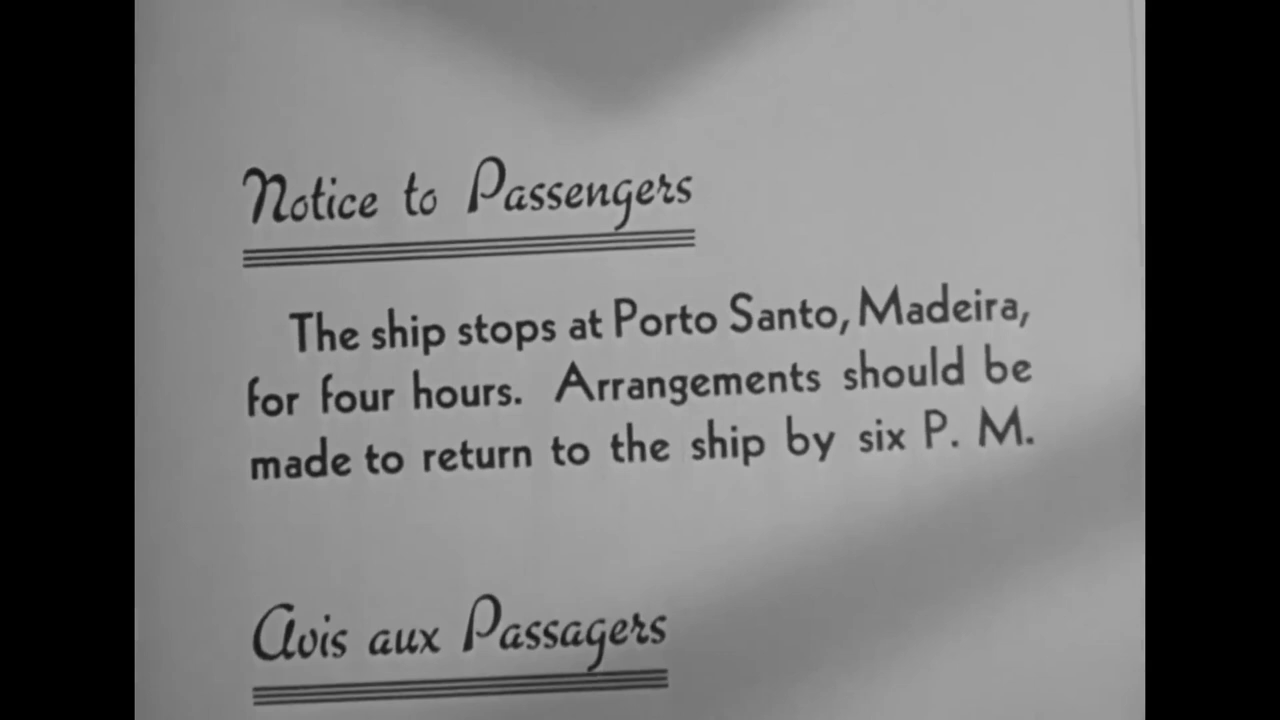 Notice to Passengers
The ship stops at Porto Santo, Madeira,
for four hours. Arrangements should be
made to return to the ship by six P. M.
Avis aux Passagers